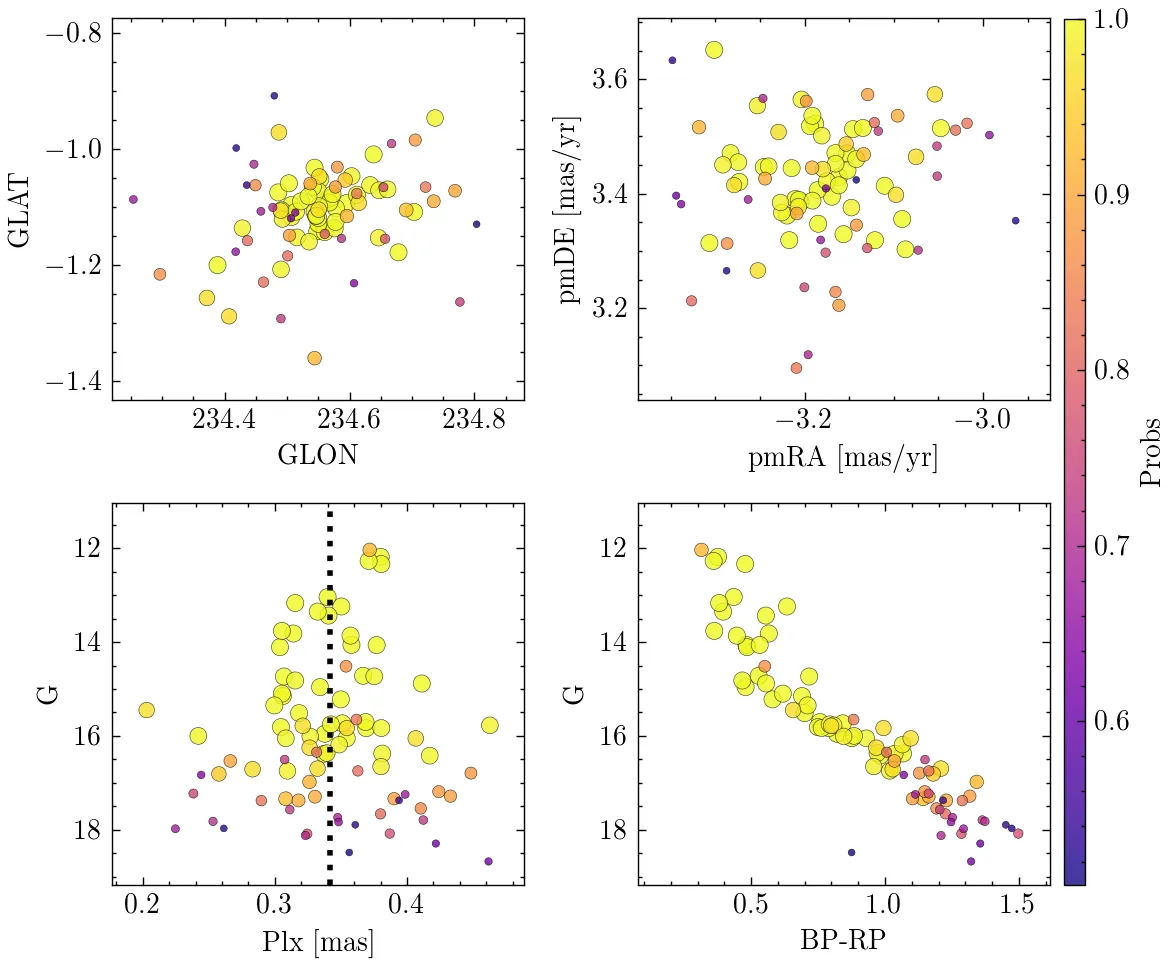 −0.8
−1.0
−1.2
−1.4
GLAT
234.4 234.6 234.8
GLON
3.6
3.4
3.2
pmDE [mas/yr]
−3.2 −3.0
pmRA [mas/yr]
1.0
0.9
0.8
0.7
0.6
Probs
12
14
16
18
G
0.2 0.3 0.4
Plx [mas]
12
14
16
18
G
0.5 1.0 1.5
BP-RP